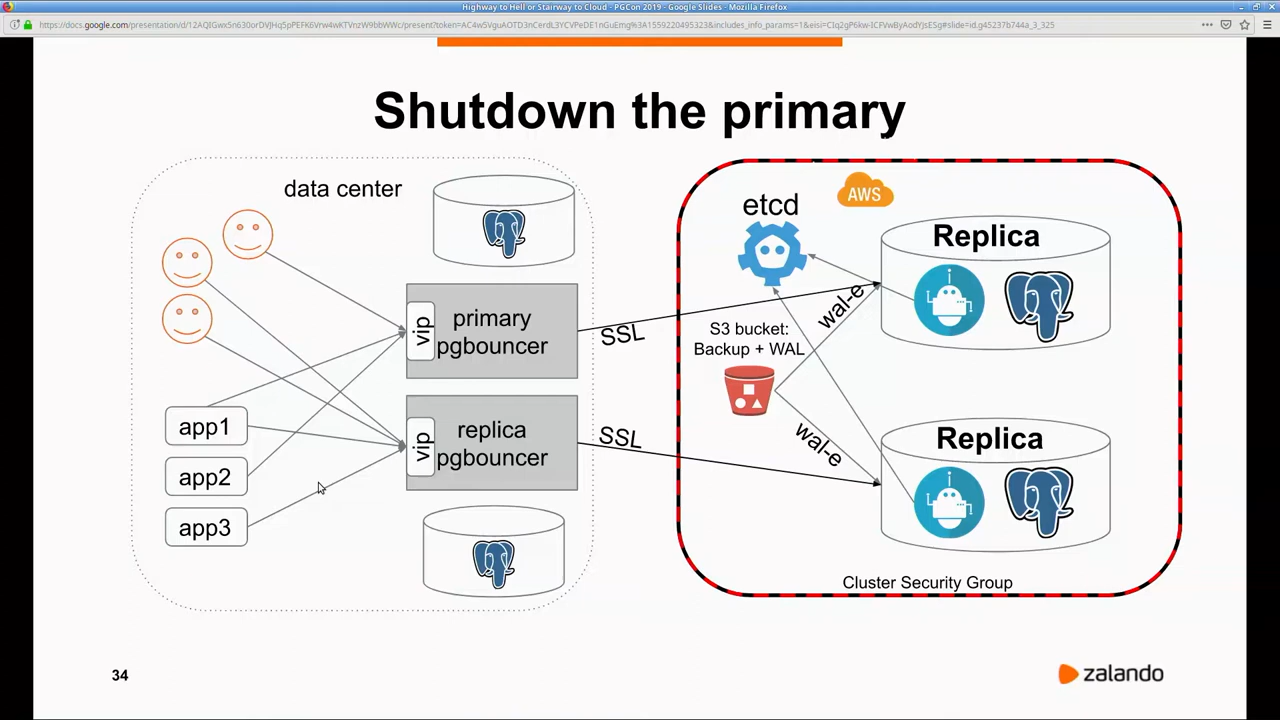 Highway to Hell or Stairway to Cloud - PGCon 2019 - Google Slides - Mozilla Firefox
Shutdown the primary
data center
primary
pgbouncer
vip
replica
pgbouncer
vip
app1
app2
app3
SSL
SSL
etcd
AWS
S3 bucket:
Backup + WAL
wal-e
wal-e
Replica
Replica
Cluster Security Group
34
zalando